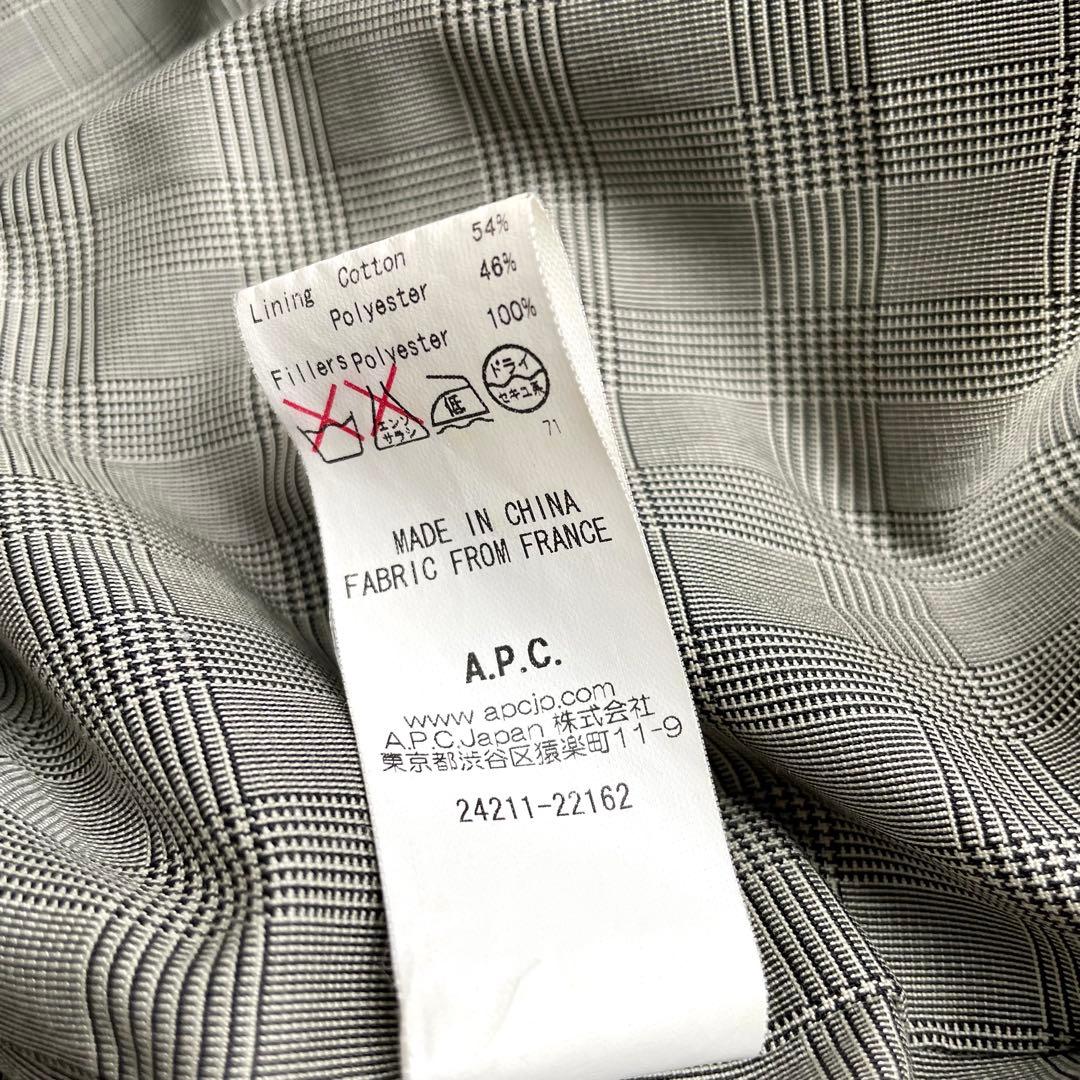 Lining Cotton 54%
Polyester 46%
Fillers Polyester 100%
エンソ
サラシ
低
ドライ
セキユ系
71
MADE IN CHINA
FABRIC FROM FRANCE
A.P.C.
www apcjp.com
A.P.C.Japan 株式会社
東京都渋谷区猿楽町11-9
24211-22162